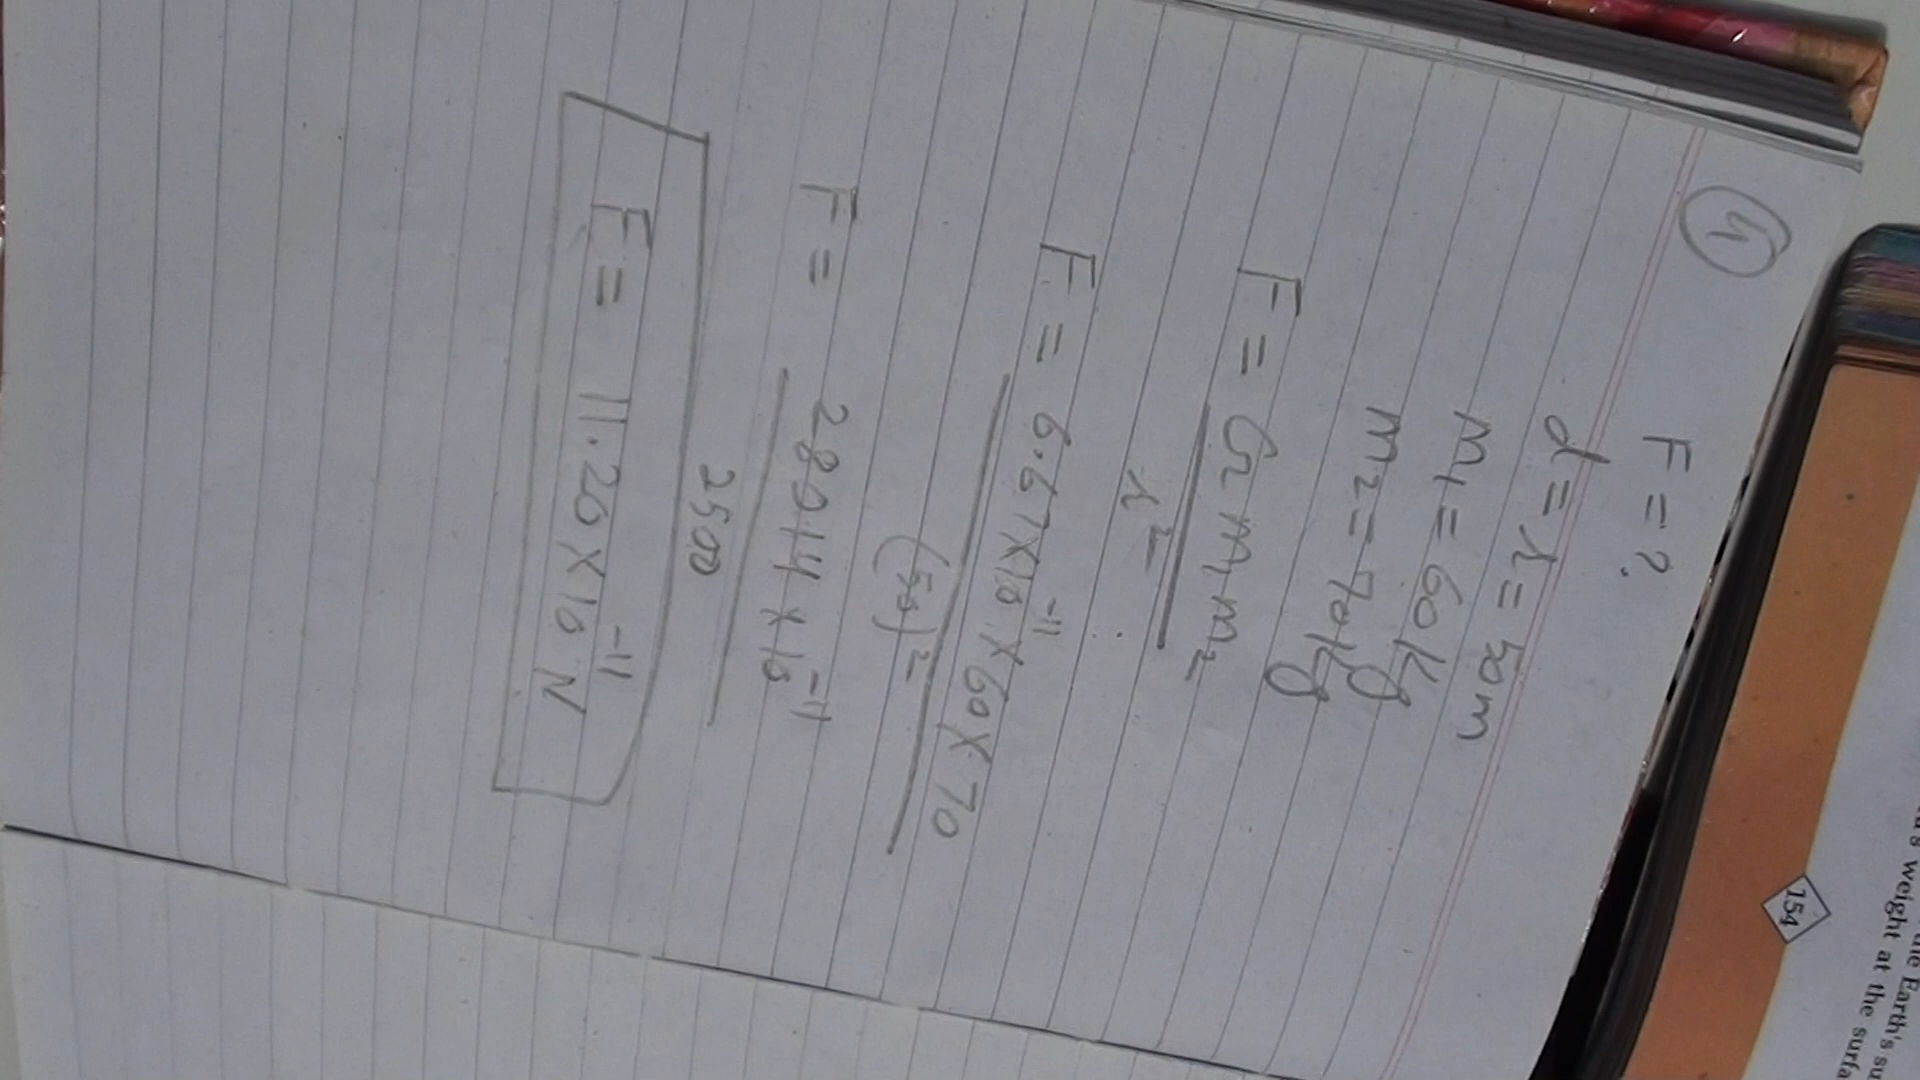 4
F = ?
d = r = 50m
m₁ = 60kg
m₂ = 70kg
F = G m₁ m₂
r²
F = 6.67 × 10⁻¹¹ × 60 × 70
(50)²
F = 28014 × 10⁻¹¹
2500
F = 11.20 × 10⁻¹¹ N
154
the Earth's su
weight at the surfa